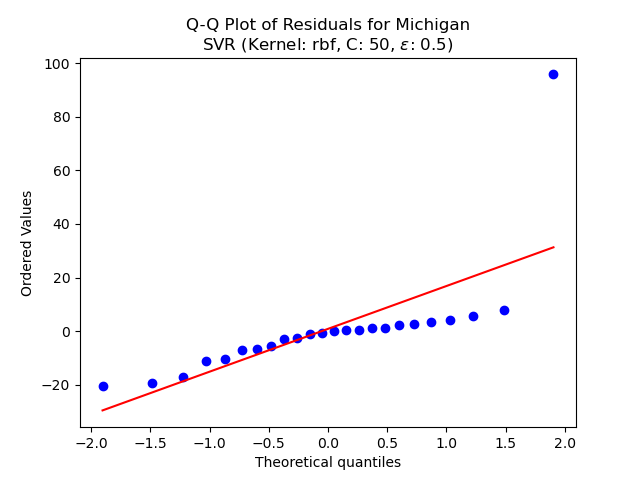 Q-Q Plot of Residuals for Michigan
SVR (Kernel: rbf, C: 50, ε: 0.5)
100
80
60
40
20
0
−20
Ordered Values
−2.0 −1.5 −1.0 −0.5 0.0 0.5 1.0 1.5 2.0
Theoretical quantiles